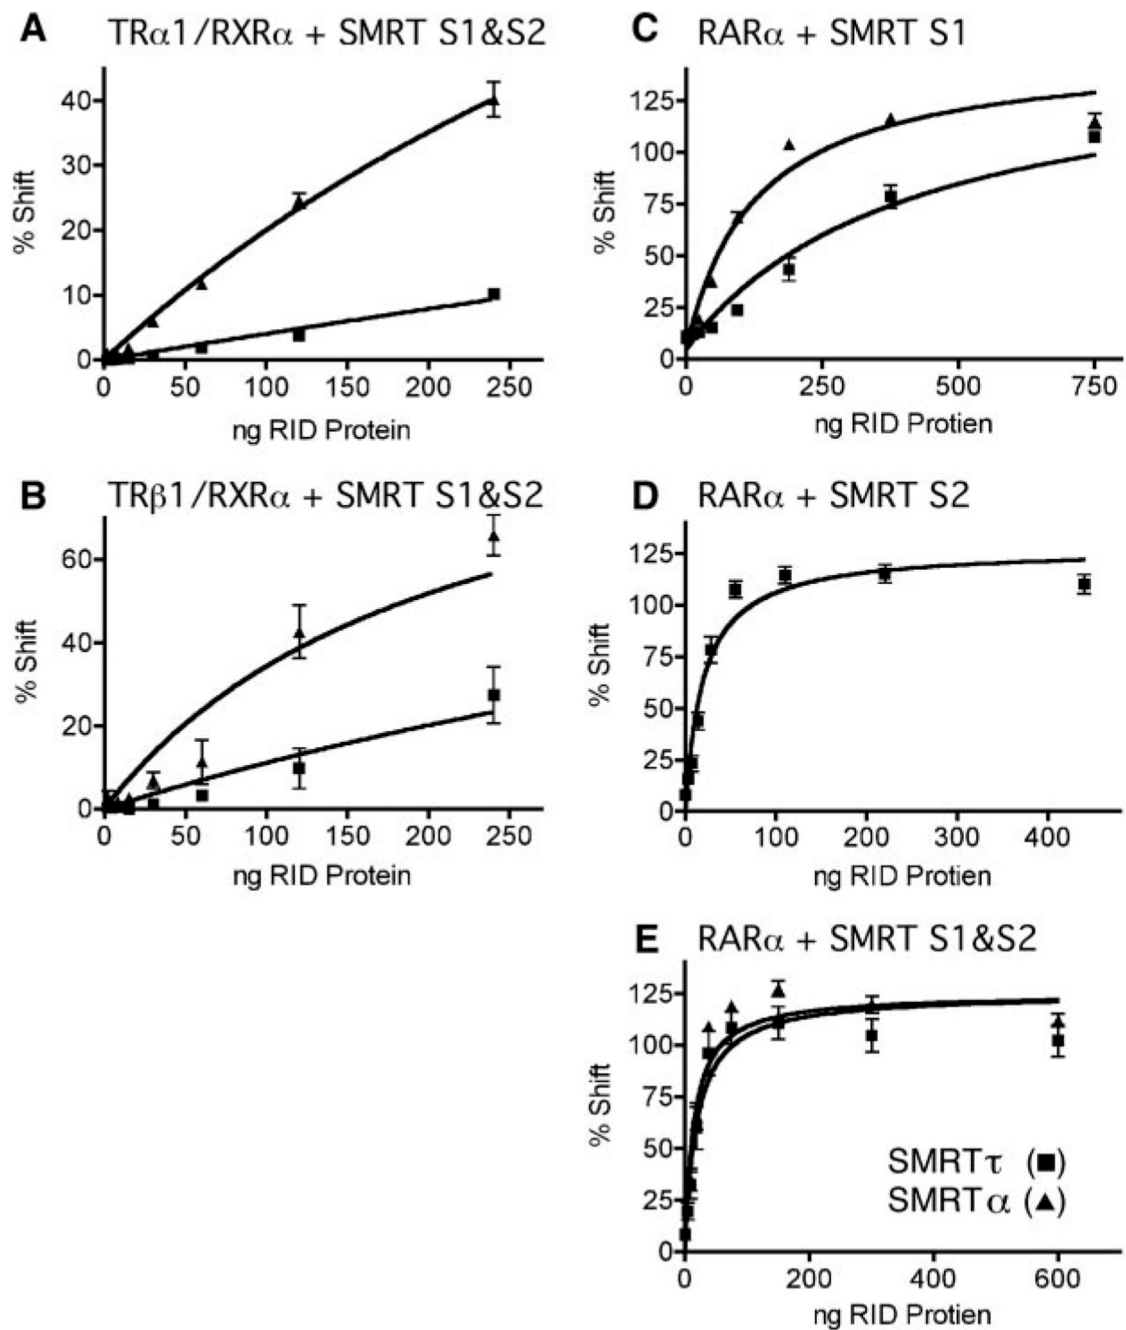 A TRα1/RXRα + SMRT S1&S2
% Shift
40
30
20
10
0
0 50 100 150 200 250
ng RID Protein
B TRβ1/RXRα + SMRT S1&S2
% Shift
60
40
20
0
0 50 100 150 200 250
ng RID Protein
C RARα + SMRT S1
% Shift
125
100
75
50
25
0
0 250 500 750
ng RID Protien
D RARα + SMRT S2
% Shift
125
100
75
50
25
0
0 100 200 300 400
ng RID Protien
E RARα + SMRT S1&S2
% Shift
125
100
75
50
25
0
SMRTτ (■)
SMRTα (▲)
0 200 400 600
ng RID Protien